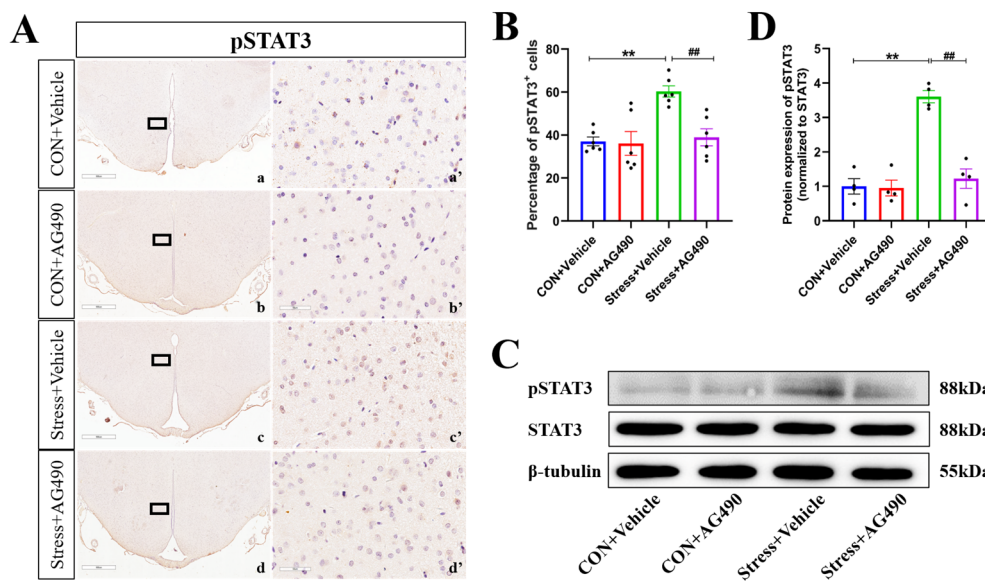 A
pSTAT3
CON+Vehicle
a
a'
CON+AG490
b
b'
Stress+Vehicle
c
c'
Stress+AG490
d
d'
B
Percentage of pSTAT3+ cells
80
60
40
20
0
**
##
CON+Vehicle
CON+AG490
Stress+Vehicle
Stress+AG490
D
Protein expression of pSTAT3
(normalized to STAT3)
5
4
3
2
1
0
**
##
CON+Vehicle
CON+AG490
Stress+Vehicle
Stress+AG490
C
pSTAT3
88kDa
STAT3
88kDa
β-tubulin
55kDa
CON+Vehicle
CON+AG490
Stress+Vehicle
Stress+AG490